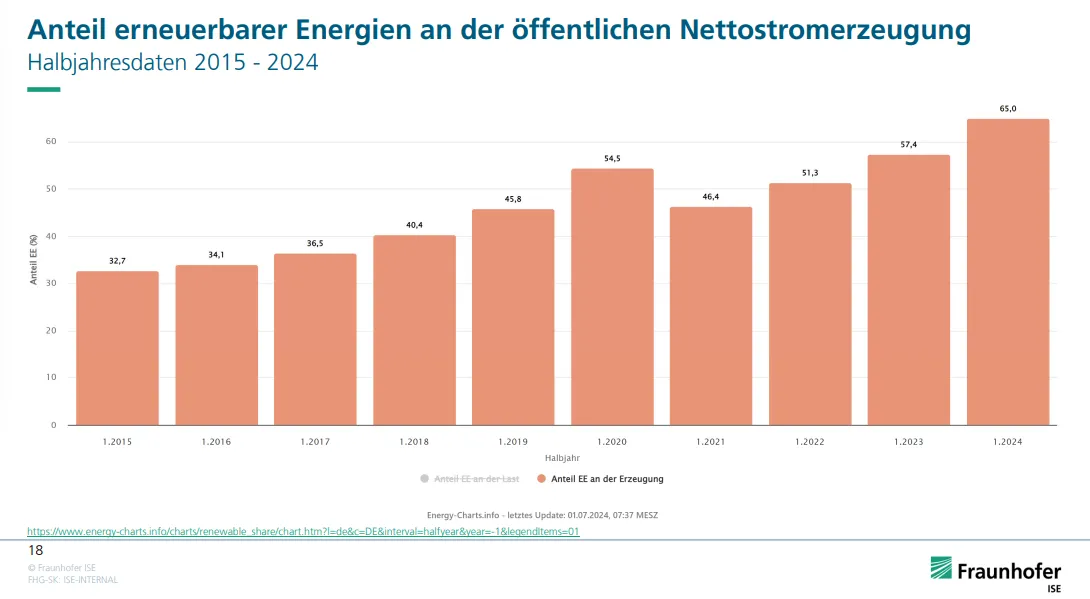 Anteil erneuerbarer Energien an der öffentlichen Nettostromerzeugung
Halbjahresdaten 2015 - 2024
Anteil EE (%)
60
50
40
30
20
10
0
32,7
34,1
36,5
40,4
45,8
54,5
46,4
51,3
57,4
65,0
1.2015 1.2016 1.2017 1.2018 1.2019 1.2020 1.2021 1.2022 1.2023 1.2024
Halbjahr
Anteil EE an der Last Anteil EE an der Erzeugung
Energy-Charts.info - letztes Update: 01.07.2024, 07:37 MESZ
https://www.energy-charts.info/charts/renewable_share/chart.htm?l=de&c=DE&interval=halfyear&year=-1&legendItems=01
18
© Fraunhofer ISE
FHG-SK: ISE-INTERNAL
Fraunhofer
ISE